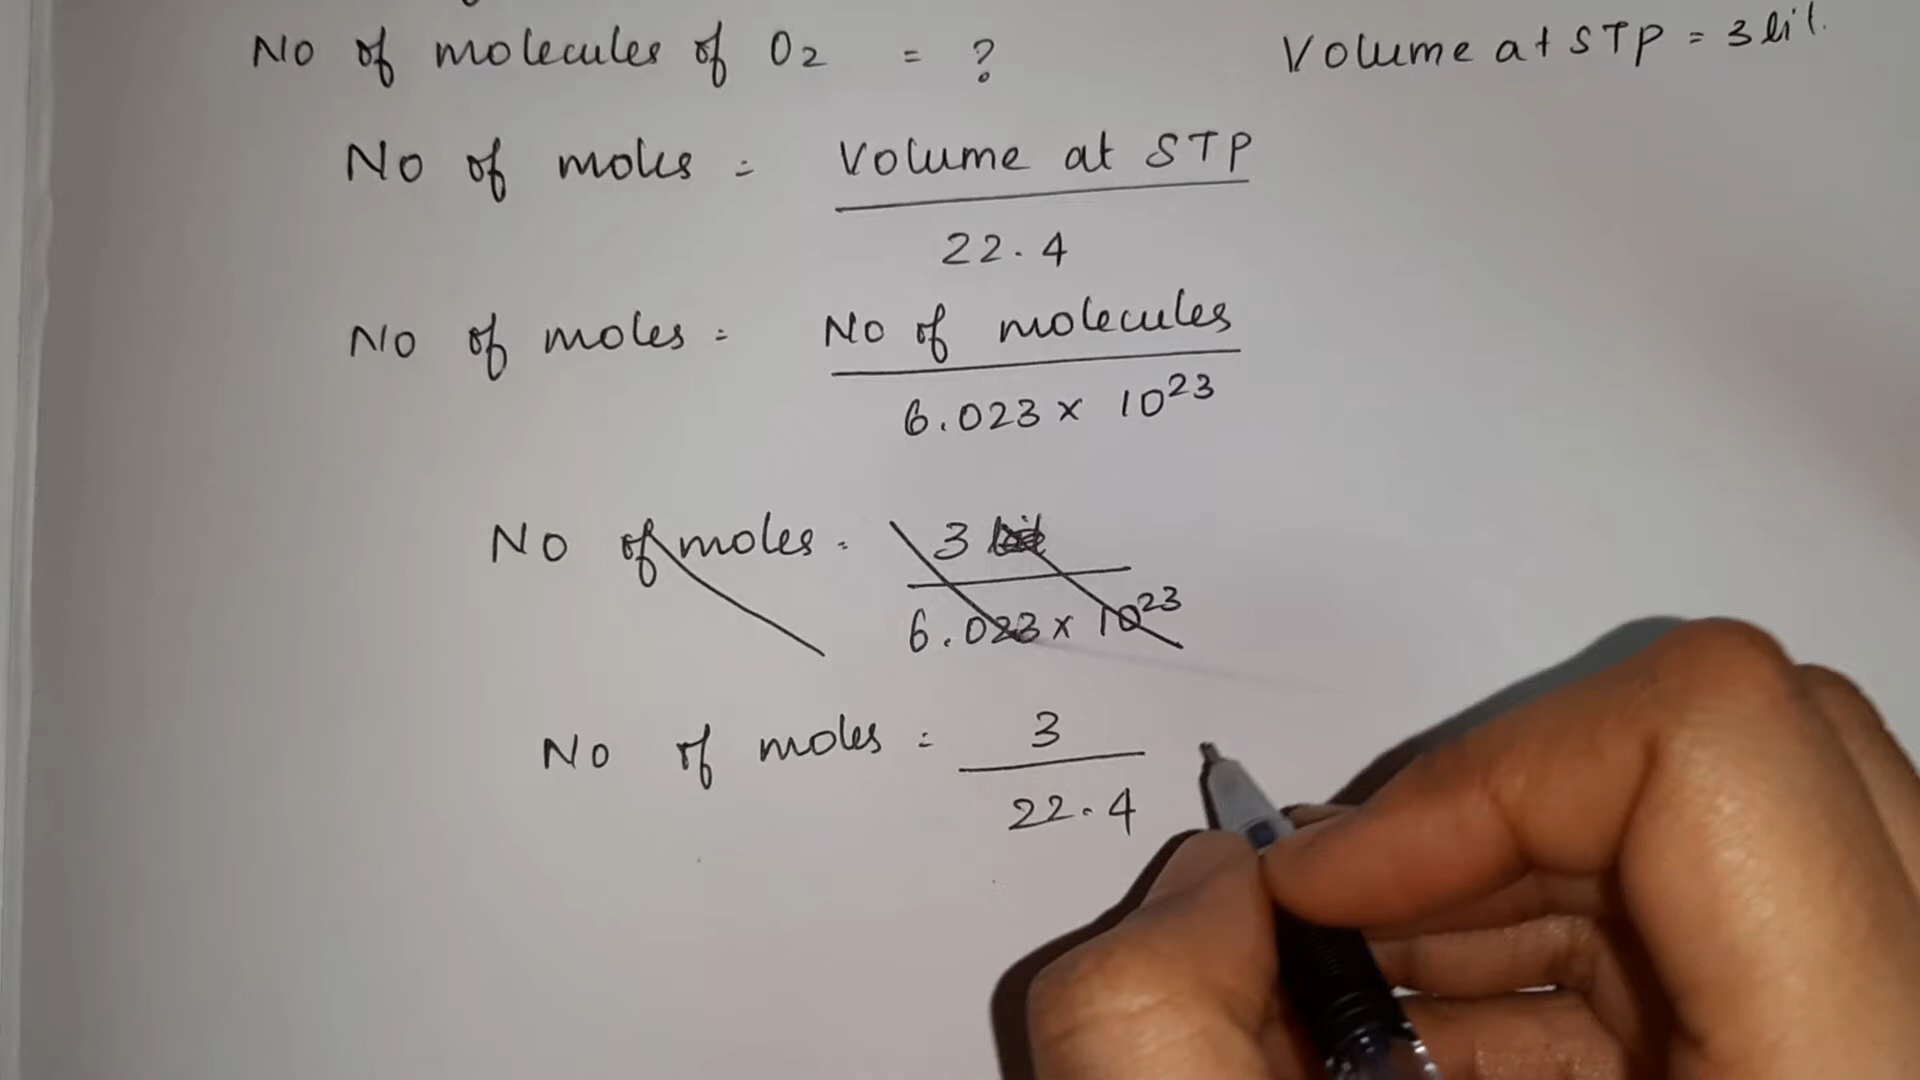 No of molecules of O2 = ?
Volume at STP = 3 lit.
No of moles = Volume at STP
22.4
No of moles = No of molecules
6.023 x 10^23
No of moles = 3
6.023 x 10^23
No of moles = 3
22.4